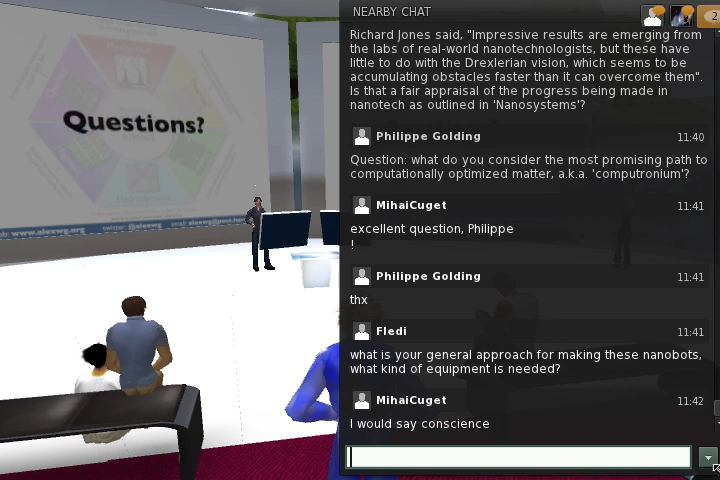 NEARBY CHAT
2
Richard Jones said, "Impressive results are emerging from
the labs of real-world nanotechnologists, but these have
little to do with the Drexlerian vision, which seems to be
accumulating obstacles faster than it can overcome them".
Is that a fair appraisal of the progress being made in
nanotech as outlined in 'Nanosystems'?
Philippe Golding 11:40
Question: what do you consider the most promising path to
computationally optimized matter, a.k.a. 'computronium'?
MihaiCuget 11:41
excellent question, Philippe
!
Philippe Golding 11:41
thx
Fledi 11:41
what is your general approach for making these nanobots,
what kind of equipment is needed?
MihaiCuget 11:42
I would say conscience
Questions?
www.alexwg.org twitter: @alexwg